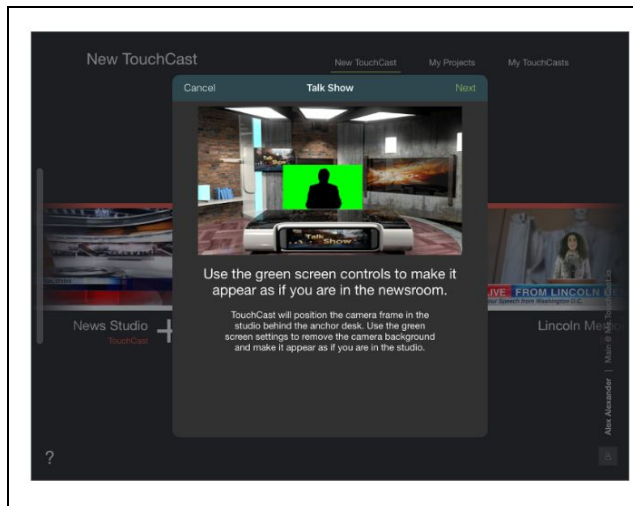 New TouchCast
New TouchCast
My Projects
My TouchCasts
Cancel
Talk Show
Next
Talk
Show
Use the green screen controls to make it
appear as if you are in the newsroom.
TouchCast will position the camera frame in the
studio behind the anchor desk. Use the green
screen settings to remove the camera background
and make it appear as if you are in the studio.
News Studio
TouchCast
LIVE FROM LINCOLN
Speech from Washington D.C.
Lincoln
Alex Alexander |
?